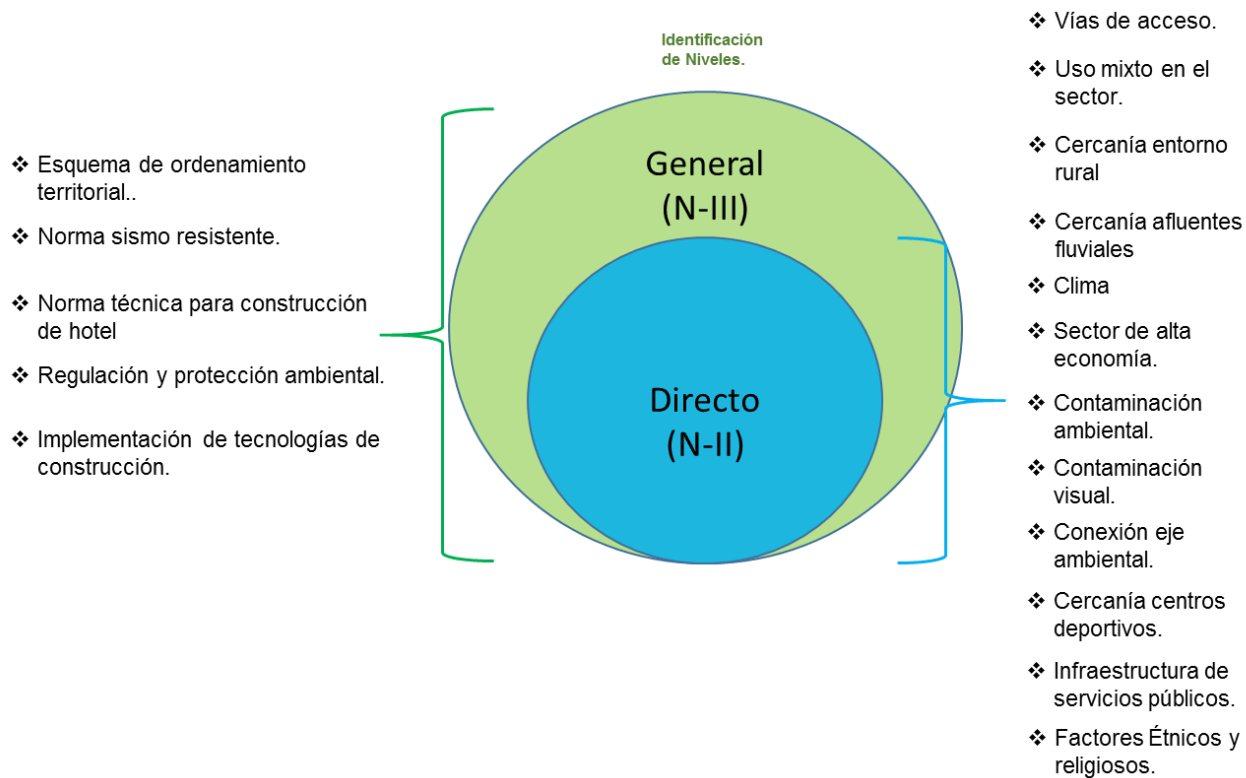 Identificación
de Niveles.
❖ Esquema de ordenamiento
territorial..
❖ Norma sismo resistente.
❖ Norma técnica para construcción
de hotel
❖ Regulación y protección ambiental.
❖ Implementación de tecnologías de
construcción.
General
(N-III)
Directo
(N-II)
❖ Vías de acceso.
❖ Uso mixto en el
sector.
❖ Cercanía entorno
rural
❖ Cercanía afluentes
fluviales
❖ Clima
❖ Sector de alta
economía.
❖ Contaminación
ambiental.
❖ Contaminación
visual.
❖ Conexión eje
ambiental.
❖ Cercanía centros
deportivos.
❖ Infraestructura de
servicios públicos.
❖ Factores Étnicos y
religiosos.